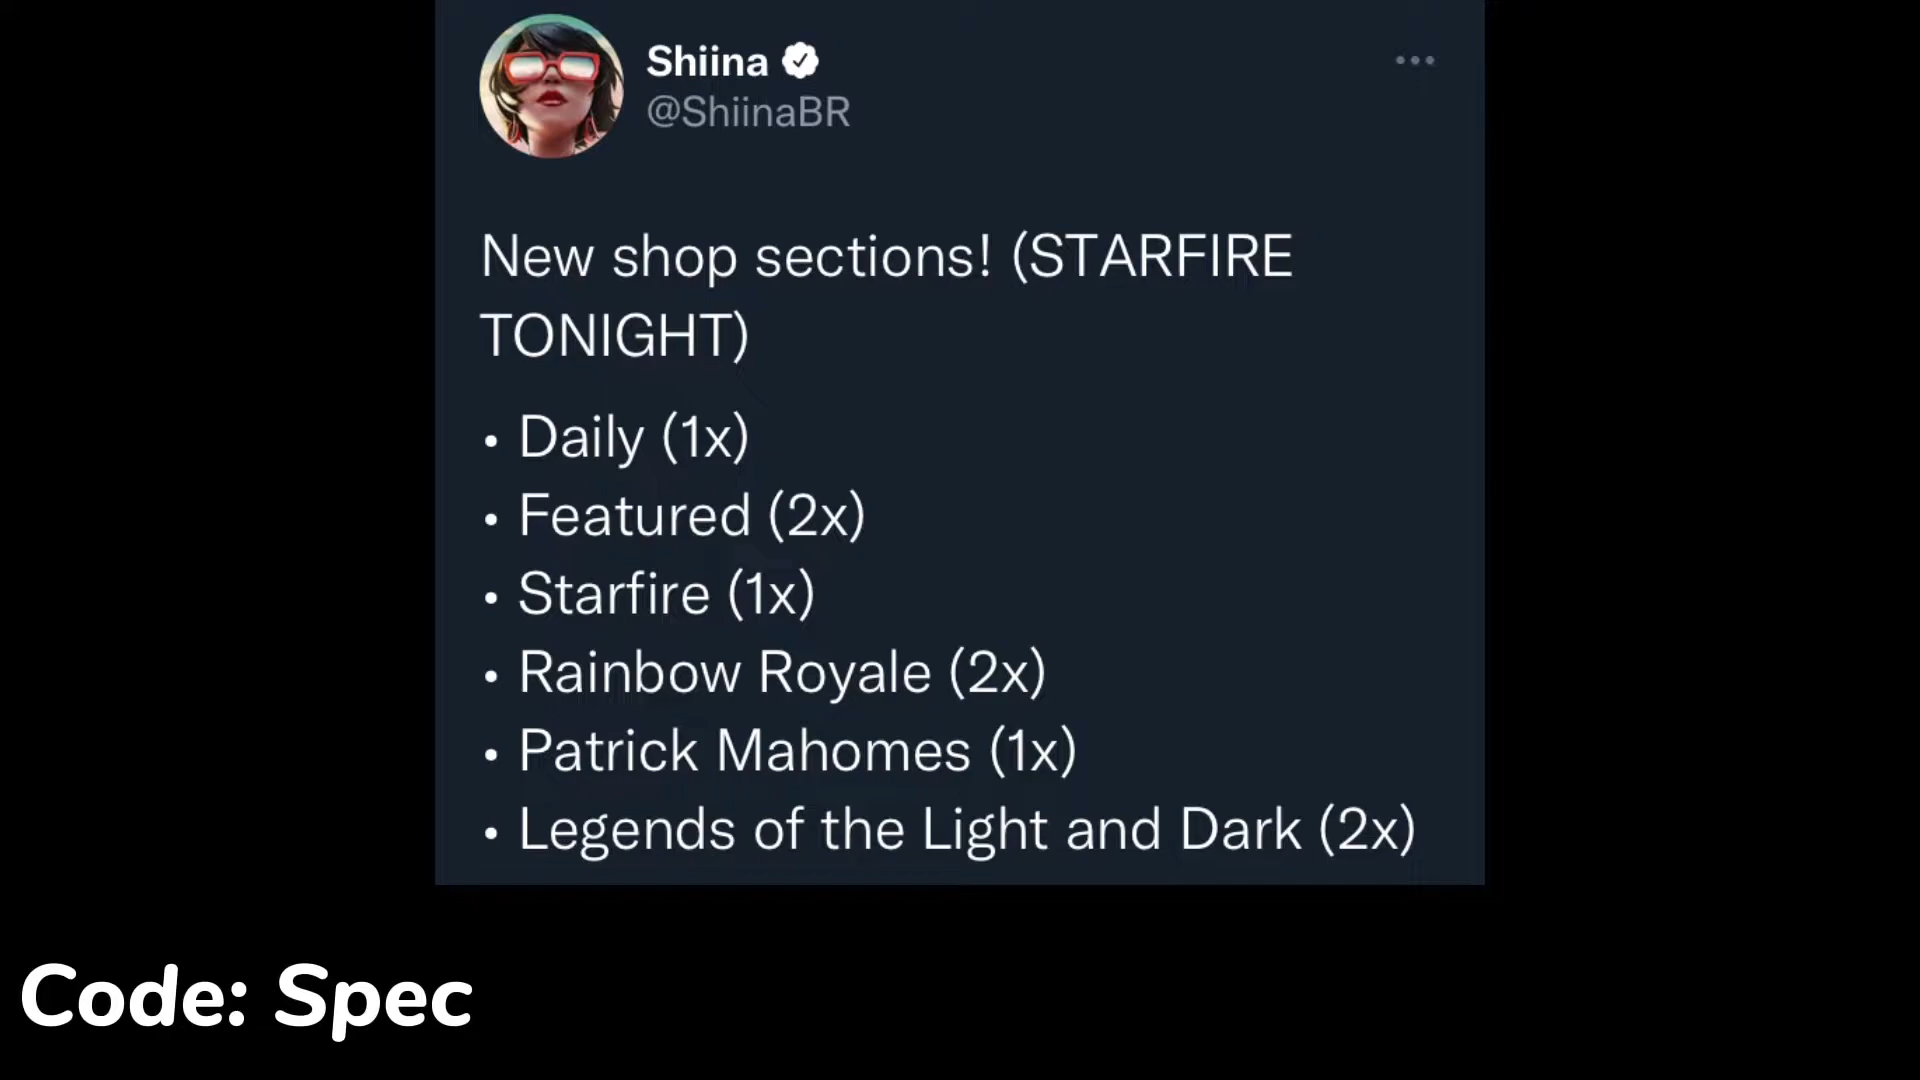 Shiina
@ShiinaBR
New shop sections! (STARFIRE
TONIGHT)
• Daily (1x)
• Featured (2x)
• Starfire (1x)
• Rainbow Royale (2x)
• Patrick Mahomes (1x)
• Legends of the Light and Dark (2x)
Code: Spec